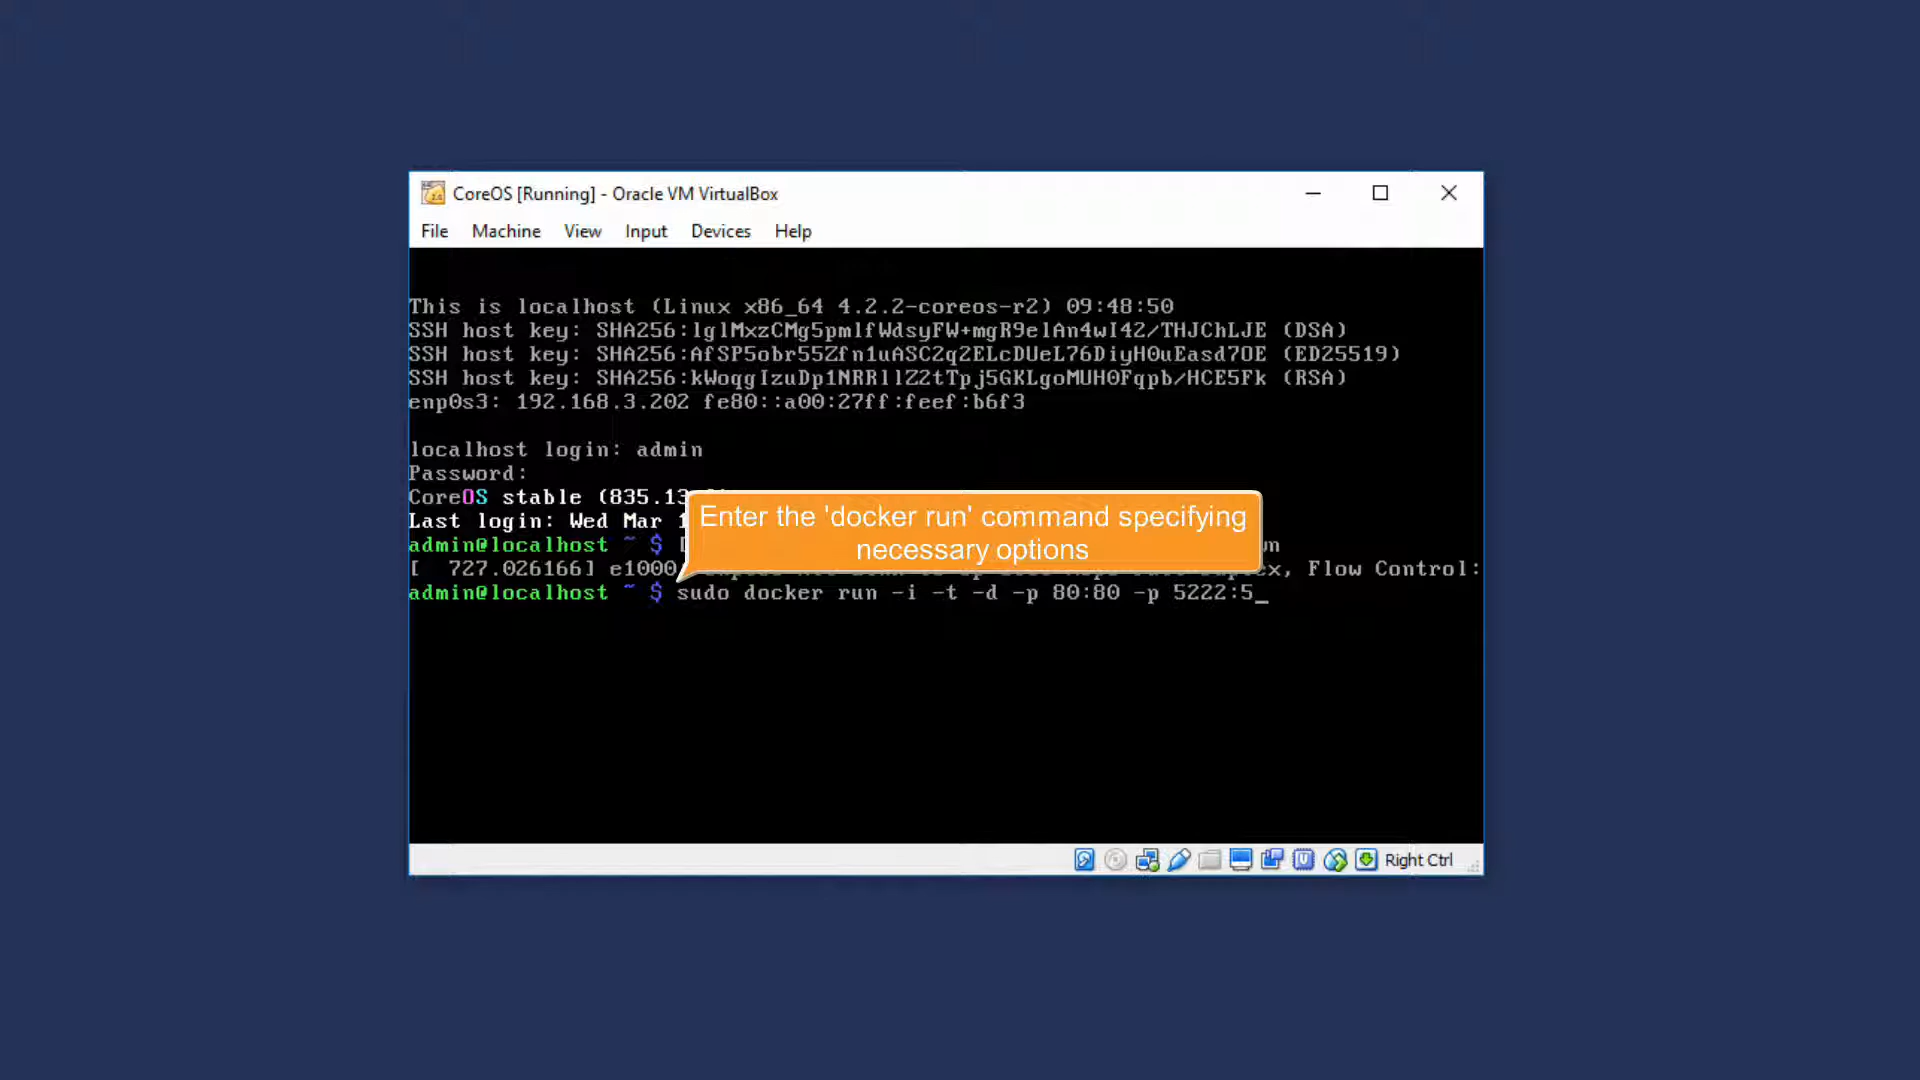 CoreOS [Running] - Oracle VM VirtualBox
File Machine View Input Devices Help
This is localhost (Linux x86_64 4.2.2-coreos-r2) 09:48:50
SSH host key: SHA256:lglMxzCMg5pmlfWdsyFW+mgR9elAn4wI42/THJChLJE (DSA)
SSH host key: SHA256:AfSP5obr55Zfn1uASC2q2ELcDUeL76DiyH0uEasd7OE (ED25519)
SSH host key: SHA256:kWoqgIzuDp1NRRllZ2tTpj5GKLgoMUH0Fqpb/HCE5Fk (RSA)
enp0s3: 192.168.3.202 fe80::a00:27ff:feef:b6f3
localhost login: admin
Password:
CoreOS stable (835.13
Last login: Wed Mar
Enter the 'docker run' command specifying
necessary options
admin@localhost ~ $ [
[ 727.026166] e1000 , Flow Control:
admin@localhost ~ $ sudo docker run -i -t -d -p 80:80 -p 5222:5_
Right Ctrl